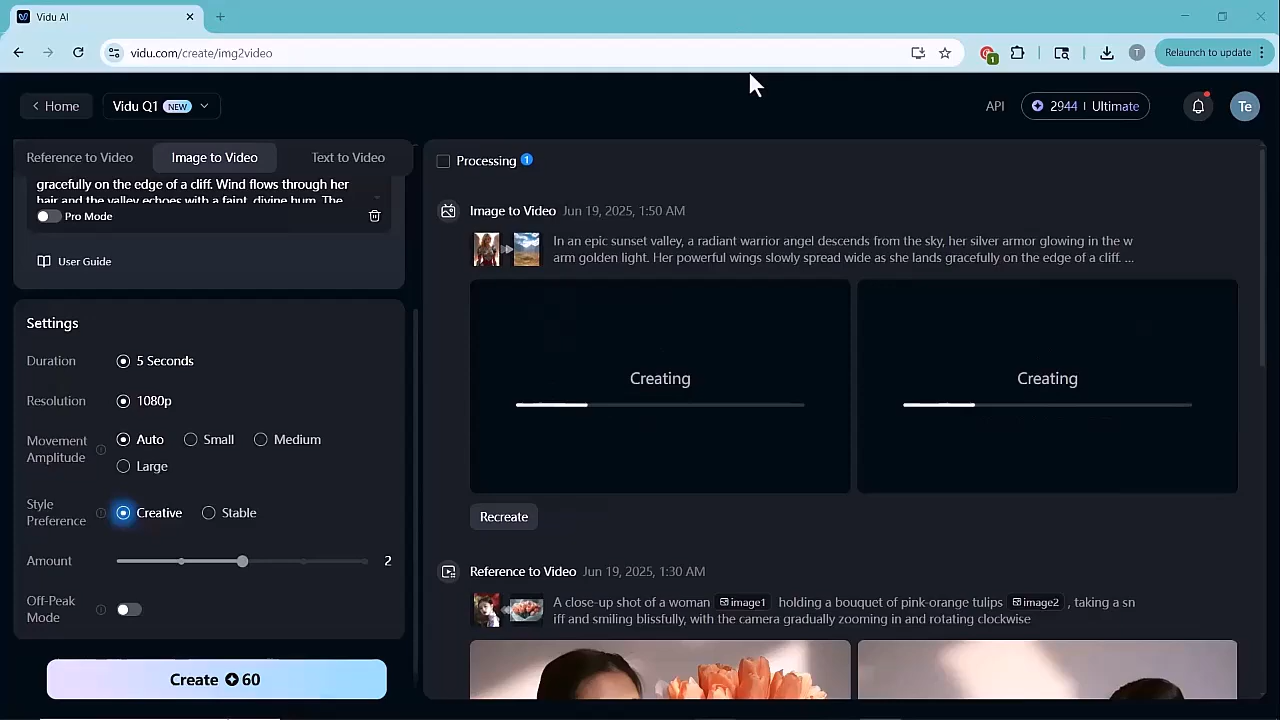 Vidu AI
vidu.com/create/img2video
1
T
Relaunch to update
Home
Vidu Q1 NEW
API
2944 | Ultimate
Te
Reference to Video
Image to Video
Text to Video
gracefully on the edge of a cliff. Wind flows through her
hair and the valley echoes with a faint, divine hum. The
Pro Mode
User Guide
Settings
Duration
5 Seconds
Resolution
1080p
Movement
Amplitude
Auto
Small
Medium
Large
Style
Preference
Creative
Stable
Amount
2
Off-Peak
Mode
Create 60
Processing 1
Image to Video Jun 19, 2025, 1:50 AM
In an epic sunset valley, a radiant warrior angel descends from the sky, her silver armor glowing in the w
arm golden light. Her powerful wings slowly spread wide as she lands gracefully on the edge of a cliff. ...
Creating
Creating
Recreate
Reference to Video Jun 19, 2025, 1:30 AM
A close-up shot of a woman image1 holding a bouquet of pink-orange tulips image2 , taking a sn
iff and smiling blissfully, with the camera gradually zooming in and rotating clockwise